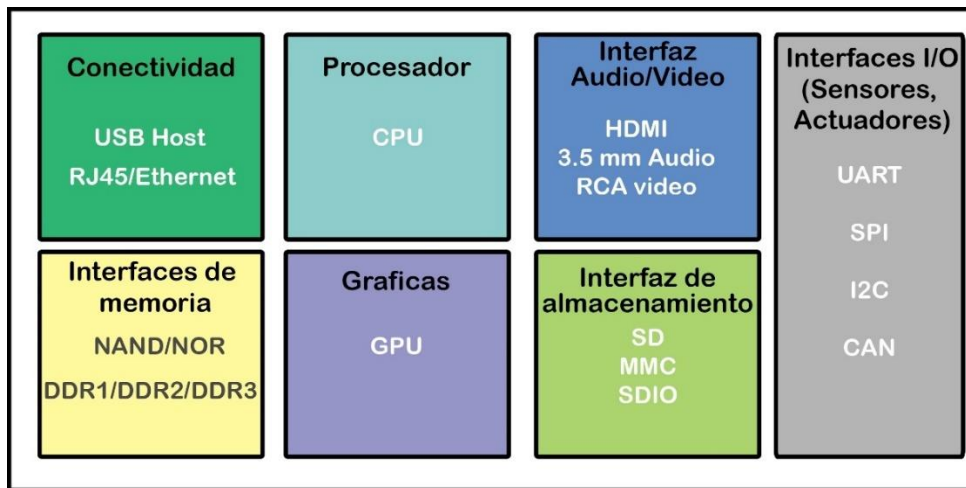 Conectividad
USB Host
RJ45/Ethernet
Procesador
CPU
Interfaz
Audio/Video
HDMI
3.5 mm Audio
RCA video
Interfaces I/O
(Sensores,
Actuadores)
UART
SPI
I2C
CAN
Interfaces de
memoria
NAND/NOR
DDR1/DDR2/DDR3
Graficas
GPU
Interfaz de
almacenamiento
SD
MMC
SDIO